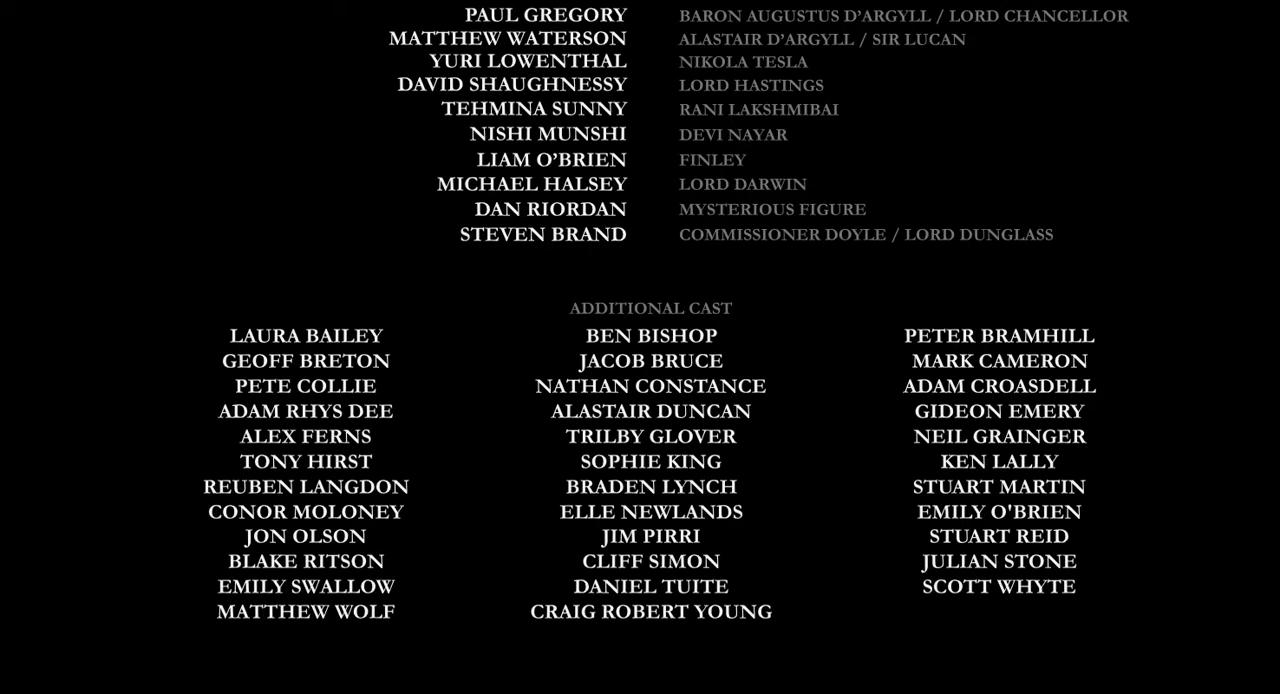 PAUL GREGORY BARON AUGUSTUS D’ARGYLL / LORD CHANCELLOR
MATTHEW WATERSON ALASTAIR D’ARGYLL / SIR LUCAN
YURI LOWENTHAL NIKOLA TESLA
DAVID SHAUGHNESSY LORD HASTINGS
TEHMINA SUNNY RANI LAKSHMIBAI
NISHI MUNSHI DEVI NAYAR
LIAM O’BRIEN FINLEY
MICHAEL HALSEY LORD DARWIN
DAN RIORDAN MYSTERIOUS FIGURE
STEVEN BRAND COMMISSIONER DOYLE / LORD DUNGLASS
ADDITIONAL CAST
LAURA BAILEY BEN BISHOP PETER BRAMHILL
GEOFF BRETON JACOB BRUCE MARK CAMERON
PETE COLLIE NATHAN CONSTANCE ADAM CROASDELL
ADAM RHYS DEE ALASTAIR DUNCAN GIDEON EMERY
ALEX FERNS TRILBY GLOVER NEIL GRAINGER
TONY HIRST SOPHIE KING KEN LALLY
REUBEN LANGDON BRADEN LYNCH STUART MARTIN
CONOR MOLONEY ELLE NEWLANDS EMILY O'BRIEN
JON OLSON JIM PIRRI STUART REID
BLAKE RITSON CLIFF SIMON JULIAN STONE
EMILY SWALLOW DANIEL TUITE SCOTT WHYTE
MATTHEW WOLF CRAIG ROBERT YOUNG